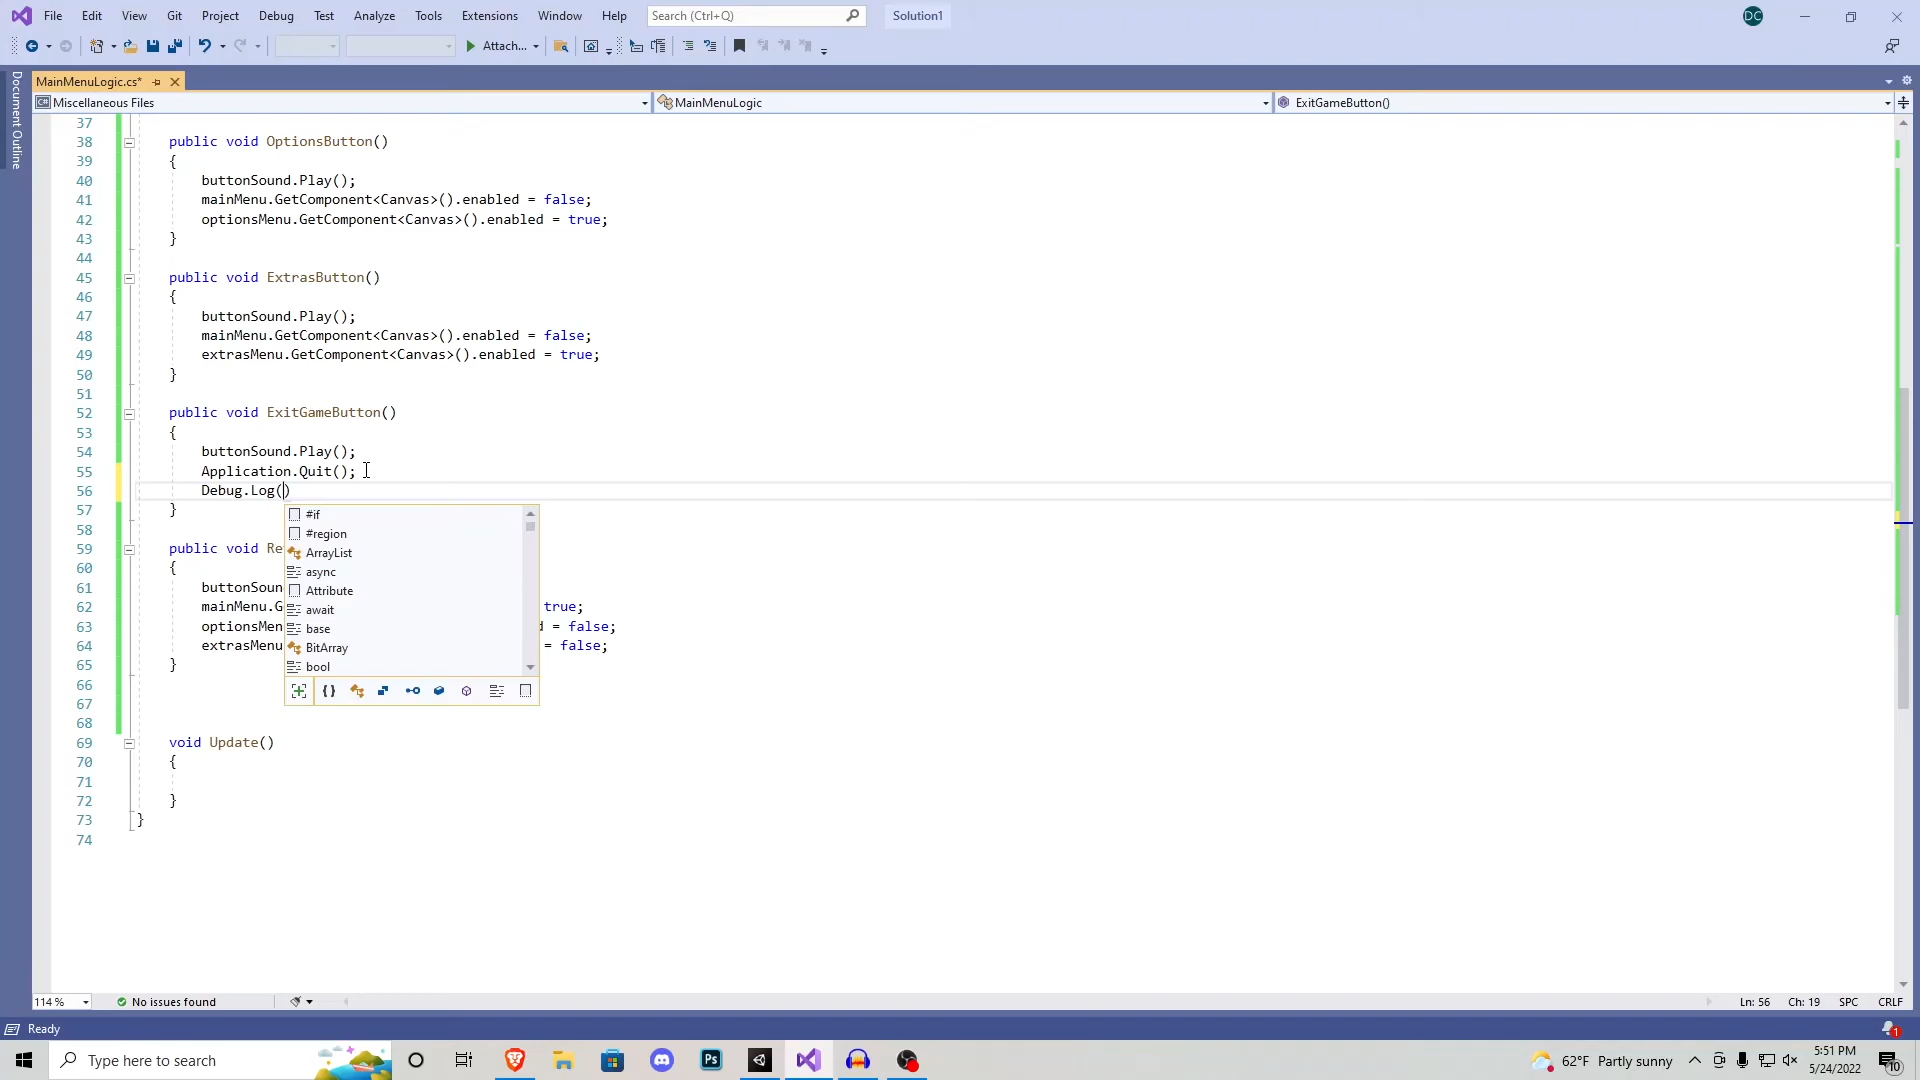 File Edit View Git Project Debug Test Analyze Tools Extensions Window Help Search (Ctrl+Q) Solution1 DC
Attach...
Document Outline
MainMenuLogic.cs*
C# Miscellaneous Files MainMenuLogic ExitGameButton()
37
38 public void OptionsButton()
39 {
40 buttonSound.Play();
41 mainMenu.GetComponent<Canvas>().enabled = false;
42 optionsMenu.GetComponent<Canvas>().enabled = true;
43 }
44
45 public void ExtrasButton()
46 {
47 buttonSound.Play();
48 mainMenu.GetComponent<Canvas>().enabled = false;
49 extrasMenu.GetComponent<Canvas>().enabled = true;
50 }
51
52 public void ExitGameButton()
53 {
54 buttonSound.Play();
55 Application.Quit();
56 Debug.Log()
57 }
58
59 public void Re
60 {
61 buttonSoun
62 mainMenu.G true;
63 optionsMen d = false;
64 extrasMenu = false;
65 }
66
67
68
69 void Update()
70 {
71
72 }
73 }
74
#if
#region
ArrayList
async
Attribute
await
base
BitArray
bool
{}
114 % No issues found Ln: 56 Ch: 19 SPC CRLF
Ready 1
Type here to search Ps 62°F Partly sunny 5:51 PM
5/24/2022 10